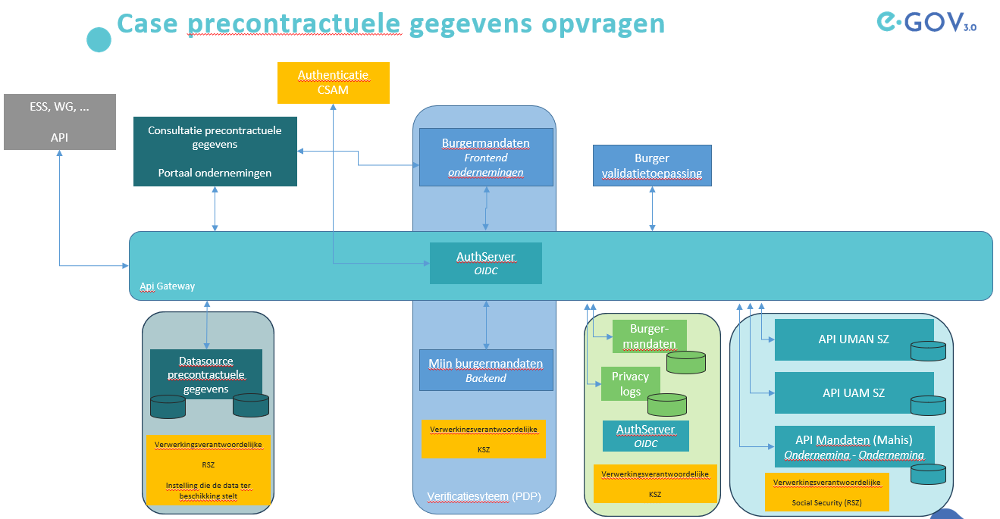 Case precontractuele gegevens opvragen
e-GOV3.0
Authenticatie
CSAM
ESS, WG, ...
API
Consultatie precontractuele
gegevens
Portaal ondernemingen
Burgermandaten
Frontend
ondernemingen
Burger
validatietoepassing
AuthServer
OIDC
Api Gateway
Datasource
precontractuele
gegevens
Verwerkingsverantwoordelijke
RSZ
Instelling die de data ter
beschikking stelt
Mijn burgermandaten
Backend
Verwerkingsverantwoordelijke
KSZ
Verificatiesyteem (PDP)
Burger-
mandaten
Privacy
logs
AuthServer
OIDC
Verwerkingsverantwoordelijke
KSZ
API UMAN SZ
API UAM SZ
API Mandaten (Mahis)
Onderneming - Onderneming
Verwerkingsverantwoordelijke
Social Security (RSZ)